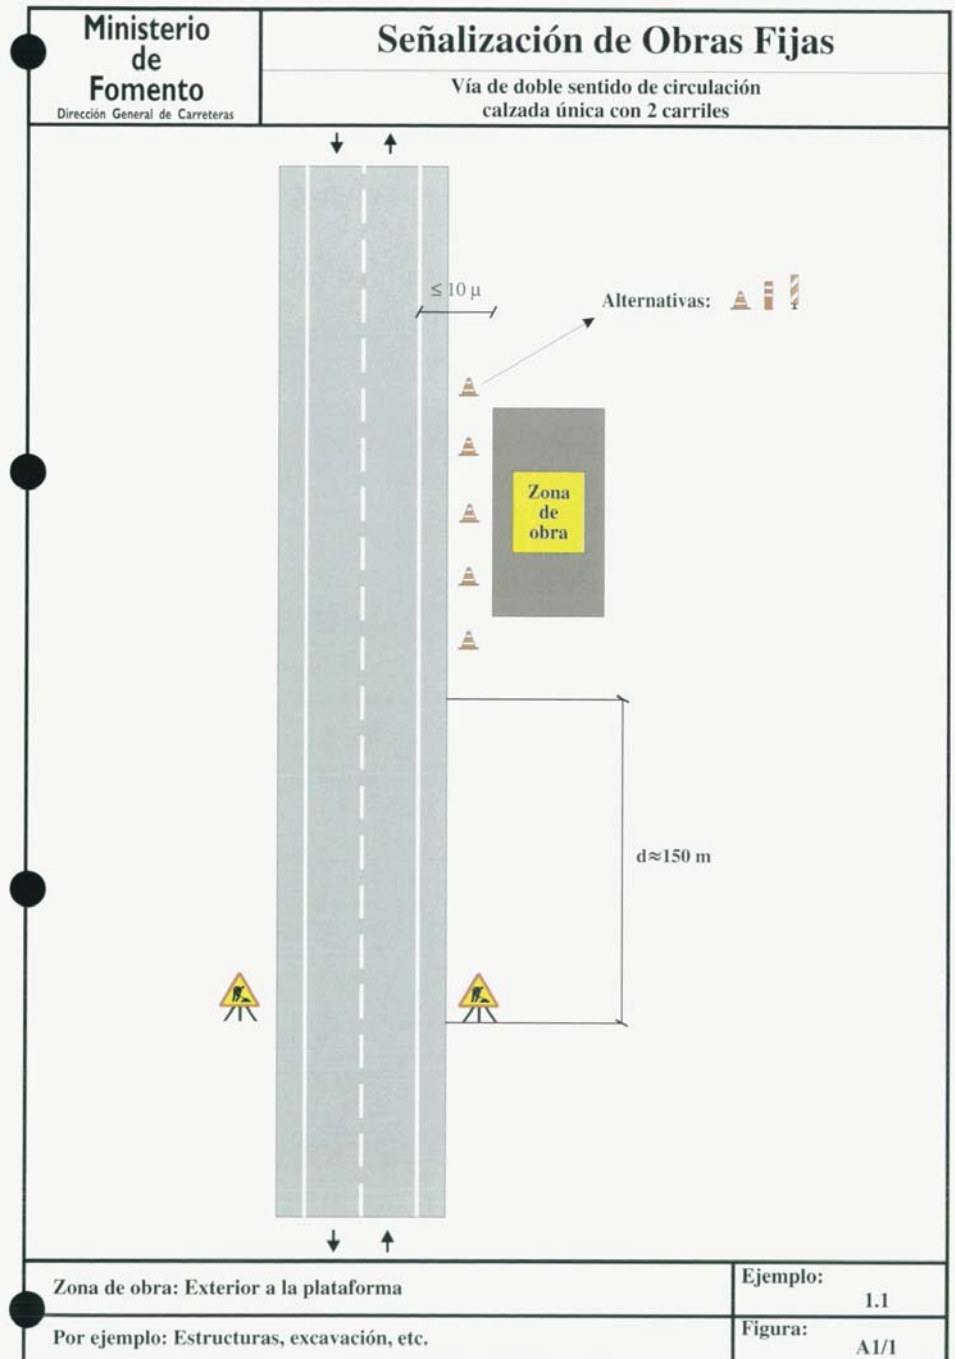 Ministerio
de
Fomento
Dirección General de Carreteras
Señalización de Obras Fijas
Vía de doble sentido de circulación
calzada única con 2 carriles
≤ 10 µ
Alternativas:
Zona
de
obra
d≈150 m
Zona de obra: Exterior a la plataforma
Ejemplo:
1.1
Por ejemplo: Estructuras, excavación, etc.
Figura:
A1/1